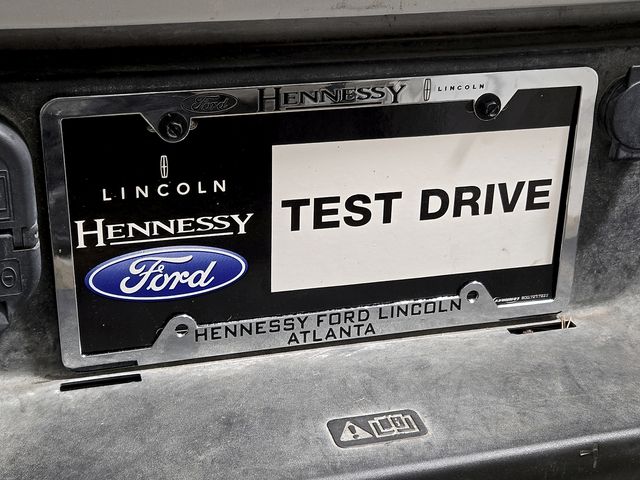 Ford HENNESSY LINCOLN
LINCOLN
HENNESSY
Ford
TEST DRIVE
HENNESSY FORD LINCOLN
ATLANTA